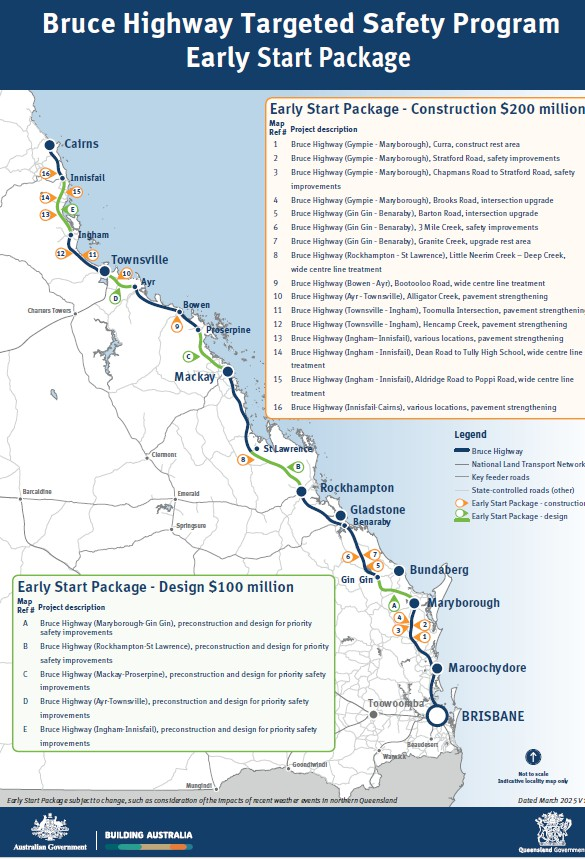 Bruce Highway Targeted Safety Program
Early Start Package
Early Start Package - Construction $200 million
Map
Ref # Project description
1 Bruce Highway (Gympie - Maryborough), Curra, construct rest area
2 Bruce Highway (Gympie - Maryborough), Stratford Road, safety improvements
3 Bruce Highway (Gympie - Maryborough), Chapmans Road to Stratford Road, safety
improvements
4 Bruce Highway (Gympie - Maryborough), Brooks Road, intersection upgrade
5 Bruce Highway (Gin Gin - Benaraby), Barton Road, intersection upgrade
6 Bruce Highway (Gin Gin - Benaraby), 3 Mile Creek, safety improvements
7 Bruce Highway (Gin Gin - Benaraby), Granite Creek, upgrade rest area
8 Bruce Highway (Rockhampton - St Lawrence), Little Neerim Creek – Deep Creek,
wide centre line treatment
9 Bruce Highway (Bowen - Ayr), Bootooloo Road, wide centre line treatment
10 Bruce Highway (Ayr - Townsville), Alligator Creek, pavement strengthening
11 Bruce Highway (Townsville - Ingham), Toomulla Intersection, pavement strengthening
12 Bruce Highway (Townsville - Ingham), Hencamp Creek, pavement strengthening
13 Bruce Highway (Ingham–Innisfail), various locations, pavement strengthening
14 Bruce Highway (Ingham - Innisfail), Dean Road to Tully High School, wide centre line
treatment
15 Bruce Highway (Ingham - Innisfail), Aldridge Road to Poppi Road, wide centre line
treatment
16 Bruce Highway (Innisfail-Cairns), various locations, pavement strengthening
Cairns
16
Innisfail
15
14
E
13
Ingham
12
11
Townsville
10
Ayr
D
Bowen
Charters Towers
9
Proserpine
C
Mackay
St Lawrence
Clermont
8
B
Rockhampton
Barcaldine
Emerald
Gladstone
Springsure
Benaraby
7
6
5
Gin Gin
Bundaberg
A
Maryborough
4
3
2
1
Maroochydore
Toowoomba
BRISBANE
Beaudesert
Warwick
Goondiwindi
Mungindi
Legend
Bruce Highway
National Land Transport Network
Key feeder roads
State-controlled roads (other)
Early Start Package - construction
Early Start Package - design
Early Start Package - Design $100 million
Map
Ref # Project description
A Bruce Highway (Maryborough-Gin Gin), preconstruction and design for priority
safety improvements
B Bruce Highway (Rockhampton-St Lawrence), preconstruction and design for priority
safety improvements
C Bruce Highway (Mackay-Proserpine), preconstruction and design for priority safety
improvements
D Bruce Highway (Ayr-Townsville), preconstruction and design for priority safety
improvements
E Bruce Highway (Ingham-Innisfail), preconstruction and design for priority safety
improvements
Not to scale
Indicative locality map only
Early Start Package subject to change, such as consideration of the impacts of recent weather events in northern Queensland
Dated March 2025 V
Australian Government
BUILDING AUSTRALIA
Queensland Government